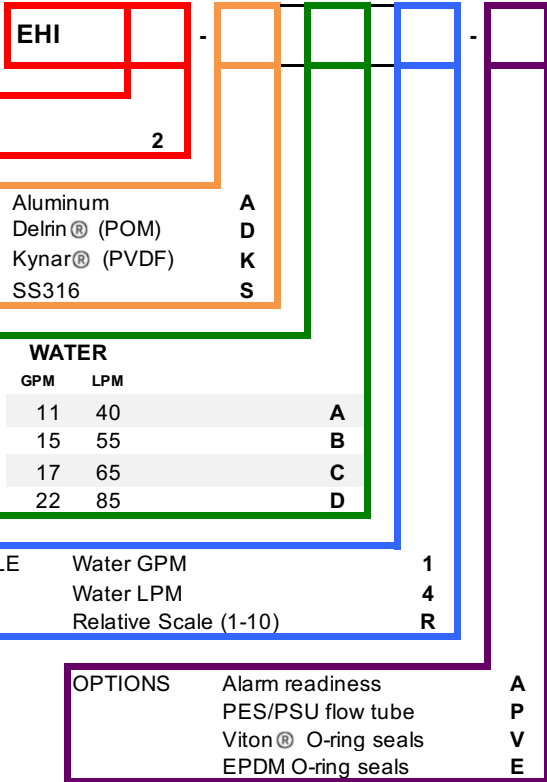 EHI - -
2
Aluminum A
Delrin® (POM) D
Kynar® (PVDF) K
SS316 S
WATER
GPM LPM
11 40 A
15 55 B
17 65 C
22 85 D
LE Water GPM 1
Water LPM 4
Relative Scale (1-10) R
OPTIONS Alarm readiness A
PES/PSU flow tube P
Viton® O-ring seals V
EPDM O-ring seals E